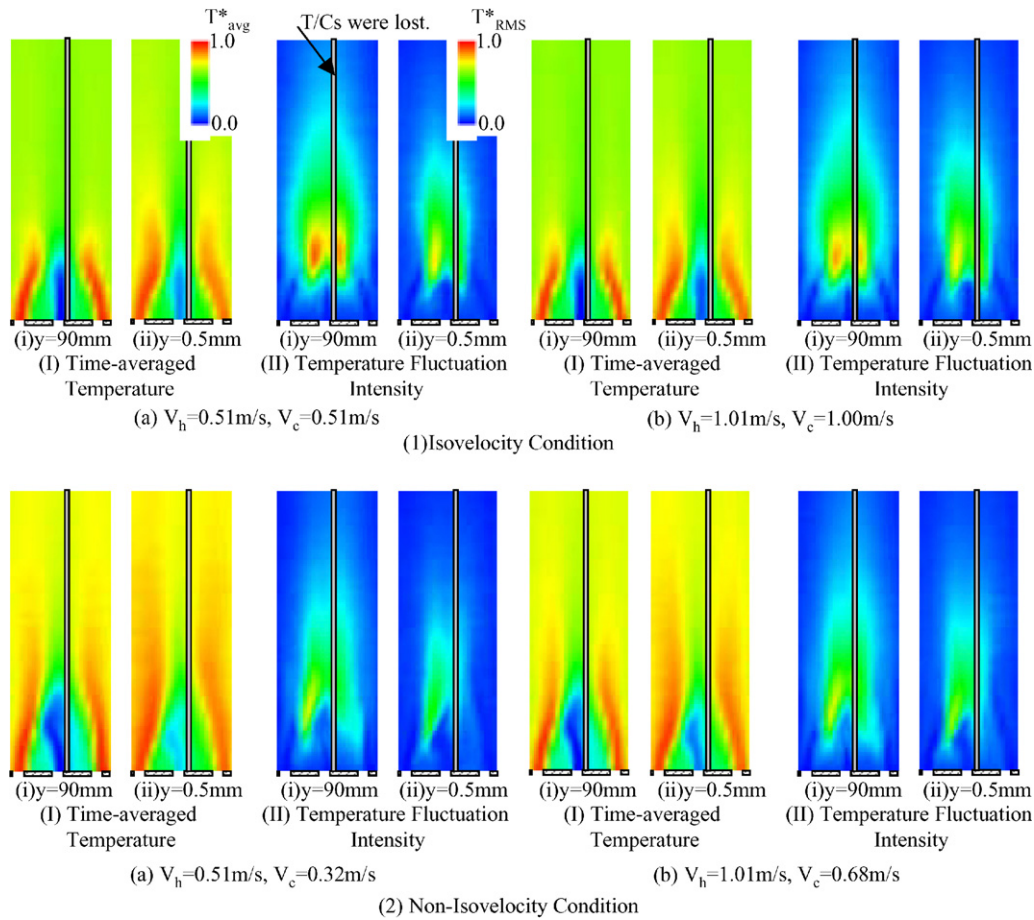 T*avg
1.0
0.0
T/Cs were lost.
T*RMS
1.0
0.0
(i)y=90mm
(ii)y=0.5mm
(i)y=90mm
(ii)y=0.5mm
(i)y=90mm
(ii)y=0.5mm
(i)y=90mm
(ii)y=0.5mm
(I) Time-averaged
Temperature
(II) Temperature Fluctuation
Intensity
(I) Time-averaged
Temperature
(II) Temperature Fluctuation
Intensity
(a) Vh=0.51m/s, Vc=0.51m/s
(b) Vh=1.01m/s, Vc=1.00m/s
(1)Isovelocity Condition
(i)y=90mm
(ii)y=0.5mm
(i)y=90mm
(ii)y=0.5mm
(i)y=90mm
(ii)y=0.5mm
(i)y=90mm
(ii)y=0.5mm
(I) Time-averaged
Temperature
(II) Temperature Fluctuation
Intensity
(I) Time-averaged
Temperature
(II) Temperature Fluctuation
Intensity
(a) Vh=0.51m/s, Vc=0.32m/s
(b) Vh=1.01m/s, Vc=0.68m/s
(2) Non-Isovelocity Condition